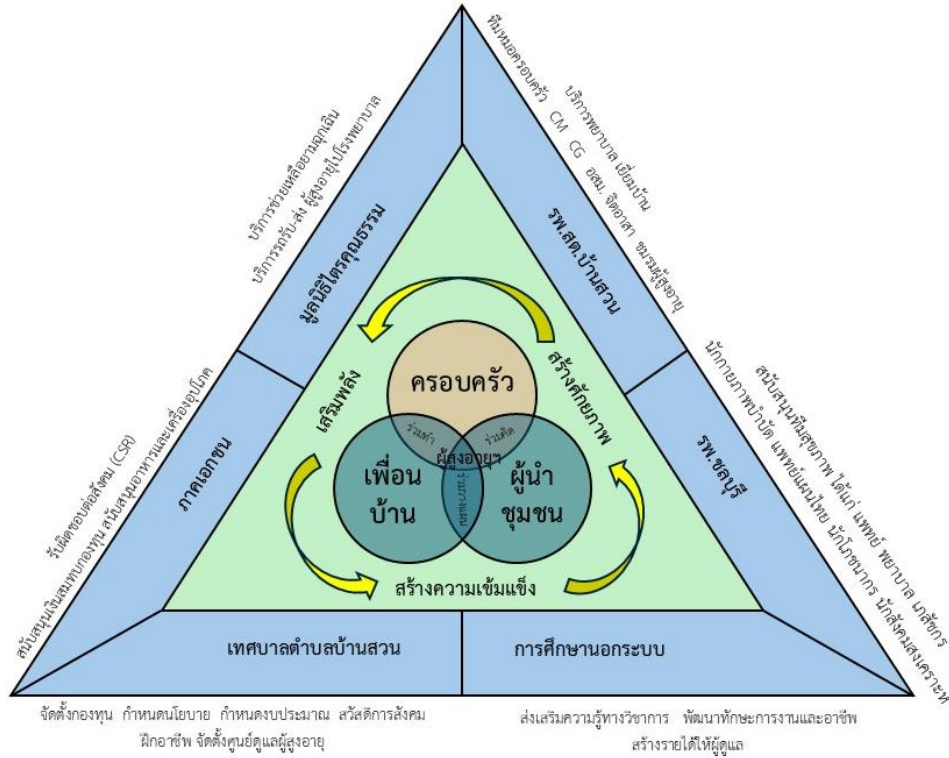 ทีมหมอครอบครัว CM CG อสม. จิตอาสา ชมรมผู้สูงอายุ
บริการพยาบาล เยี่ยมบ้าน
บริการช่วยเหลือยามฉุกเฉิน
บริการรถรับ-ส่ง ผู้สูงอายุไปโรงพยาบาล
มูลนิธิไตรคุณธรรม
รพ.สต.บ้านสวน
ครอบครัว
เสริมพลัง
สร้างศักยภาพ
ร่วมทำ
ร่วมคิด
ผู้สูงอายุฯ
เพื่อน
บ้าน
ร่วมวางแผน
ผู้นำ
ชุมชน
สร้างความเข้มแข็ง
รับผิดชอบต่อสังคม (CSR)
สนับสนุนเงินสมทบกองทุน สนับสนุนอาหารและเครื่องอุปโภค
ภาคเอกชน
รพ.ชลบุรี
สนับสนุนทีมสุขภาพ ได้แก่ แพทย์ พยาบาล เภสัชกร
นักกายภาพบำบัด แพทย์แผนไทย นักโภชนากร นักสังคมสงเคราะห
เทศบาลตำบลบ้านสวน
การศึกษานอกระบบ
จัดตั้งกองทุน กำหนดนโยบาย กำหนดงบประมาณ สวัสดิการสังคม
ฝึกอาชีพ จัดตั้งศูนย์ดูแลผู้สูงอายุ
ส่งเสริมความรู้ทางวิชาการ พัฒนาทักษะการงานและอาชีพ
สร้างรายได้ให้ผู้ดูแล